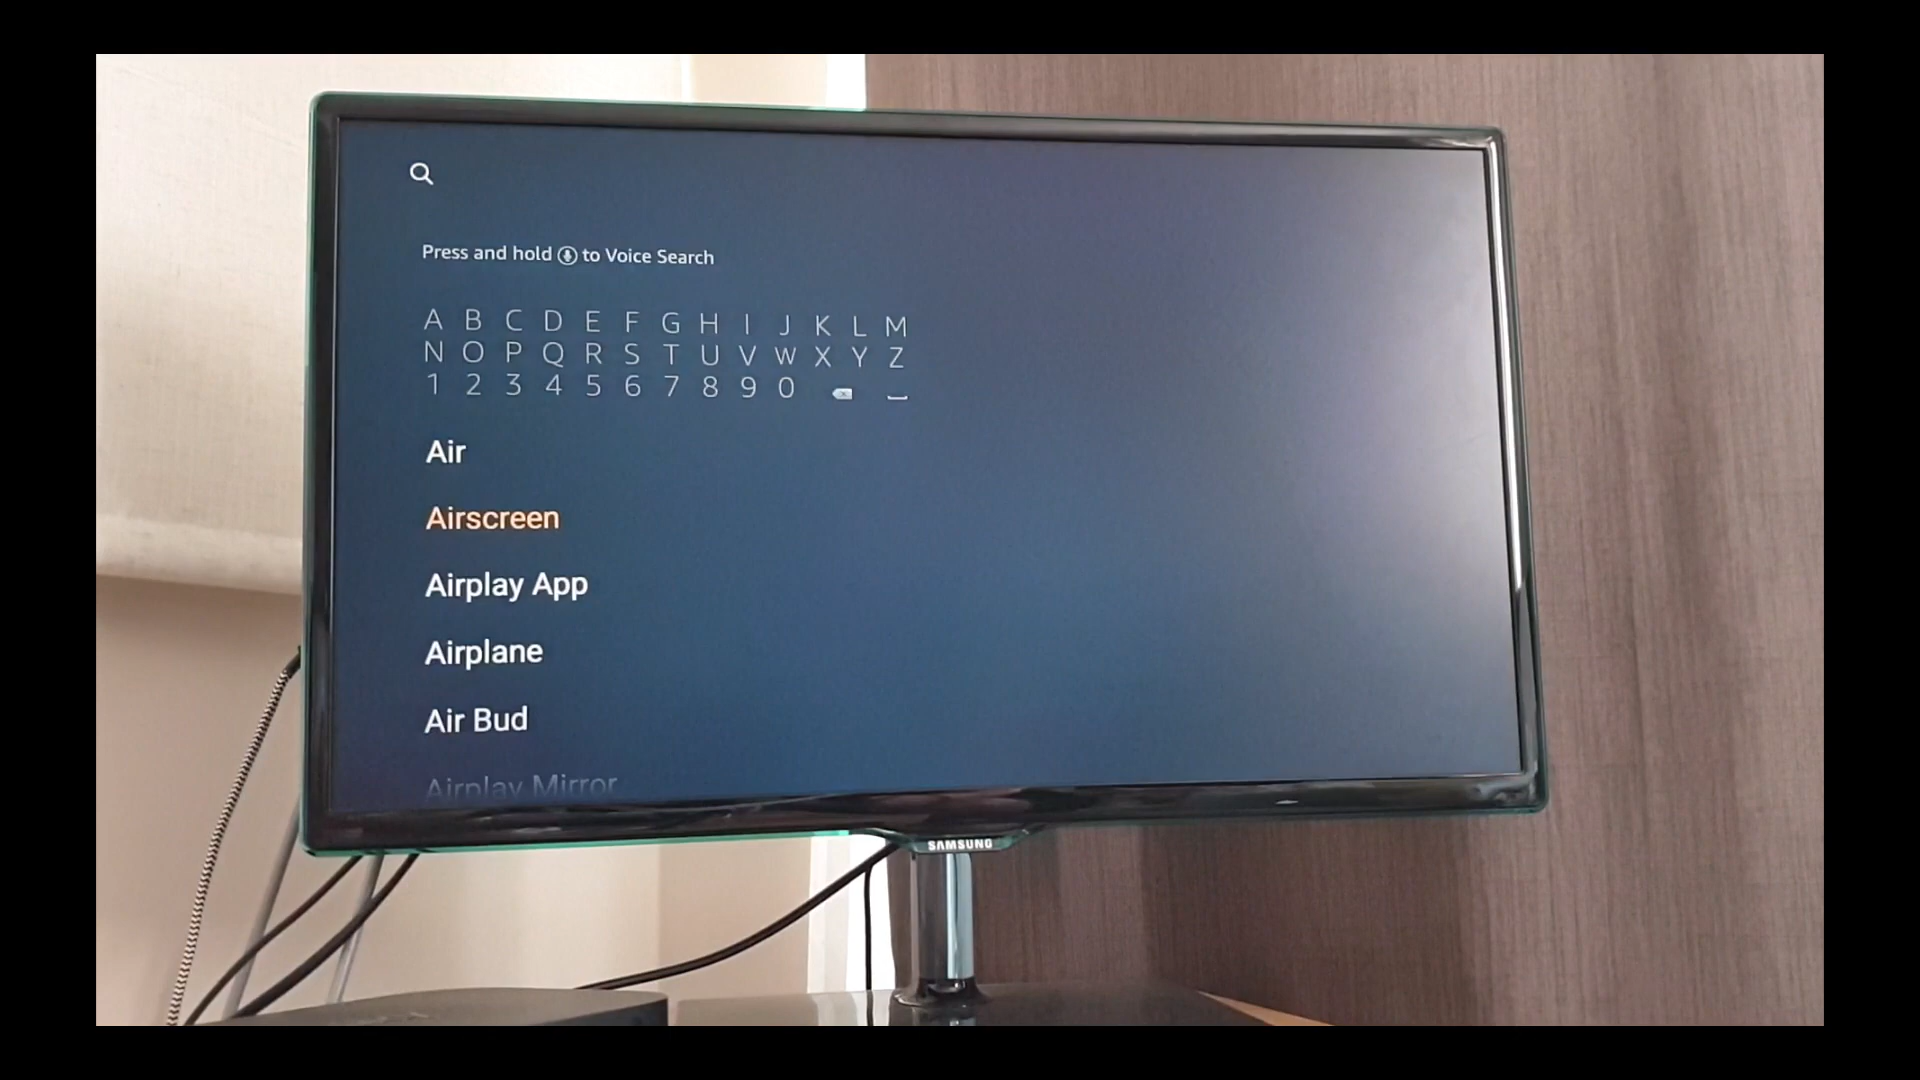 Press and hold to Voice Search
A B C D E F G H I J K L M
N O P Q R S T U V W X Y Z
1 2 3 4 5 6 7 8 9 0
Air
Airscreen
Airplay App
Airplane
Air Bud
Airplay Mirror
SAMSUNG